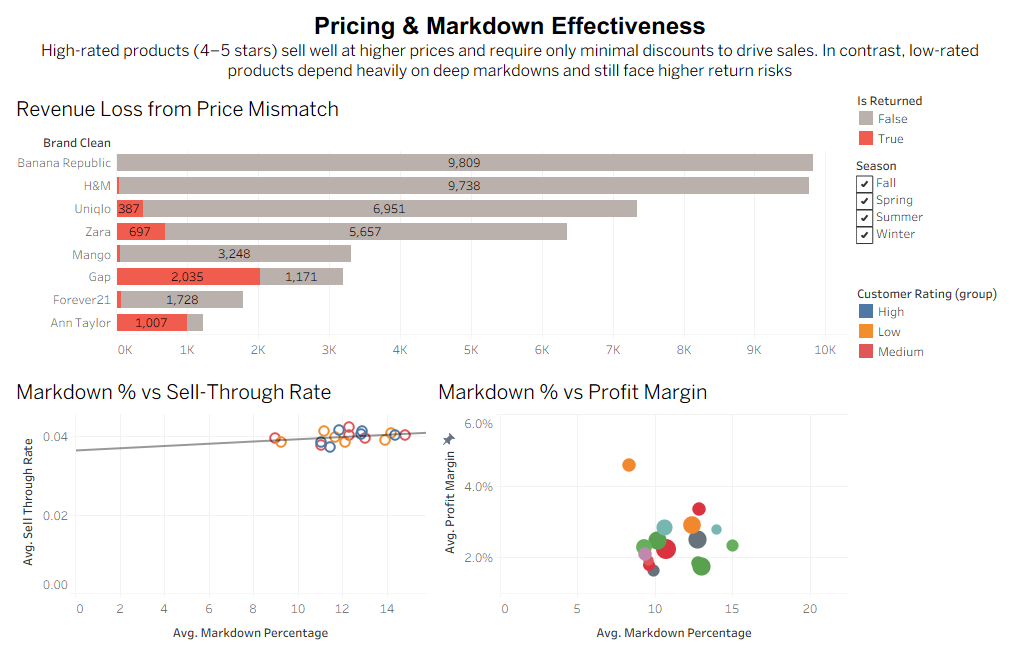 Pricing & Markdown Effectiveness
High-rated products (4–5 stars) sell well at higher prices and require only minimal discounts to drive sales. In contrast, low-rated
products depend heavily on deep markdowns and still face higher return risks
Revenue Loss from Price Mismatch
Brand Clean
Banana Republic 9,809
H&M 9,738
Uniqlo 387 6,951
Zara 697 5,657
Mango 3,248
Gap 2,035 1,171
Forever21 1,728
Ann Taylor 1,007
0K 1K 2K 3K 4K 5K 6K 7K 8K 9K 10K
Is Returned
False
True
Season
Fall
Spring
Summer
Winter
Customer Rating (group)
High
Low
Medium
Markdown % vs Sell-Through Rate
Avg. Sell Through Rate
0.04
0.02
0.00
0 2 4 6 8 10 12 14
Avg. Markdown Percentage
Markdown % vs Profit Margin
Avg. Profit Margin
6.0%
4.0%
2.0%
0 5 10 15 20
Avg. Markdown Percentage